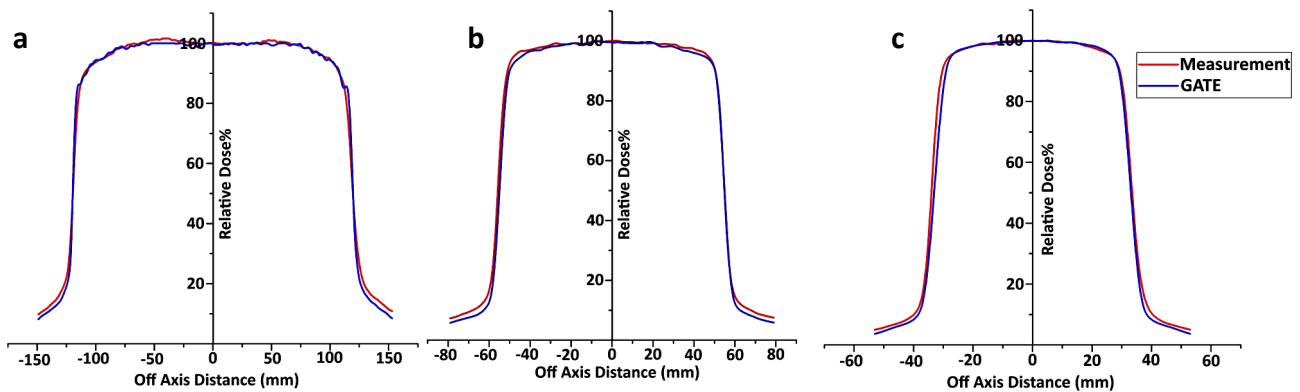 a
100
80
60
40
20
Relative Dose%
-150 -100 -50 0 50 100 150
Off Axis Distance (mm)
b
100
80
60
40
20
Relative Dose%
-80 -60 -40 -20 0 20 40 60 80
Off Axis Distance (mm)
c
100
80
60
40
20
Relative Dose%
-60 -40 -20 0 20 40 60
Off Axis Distance (mm)
Measurement
GATE